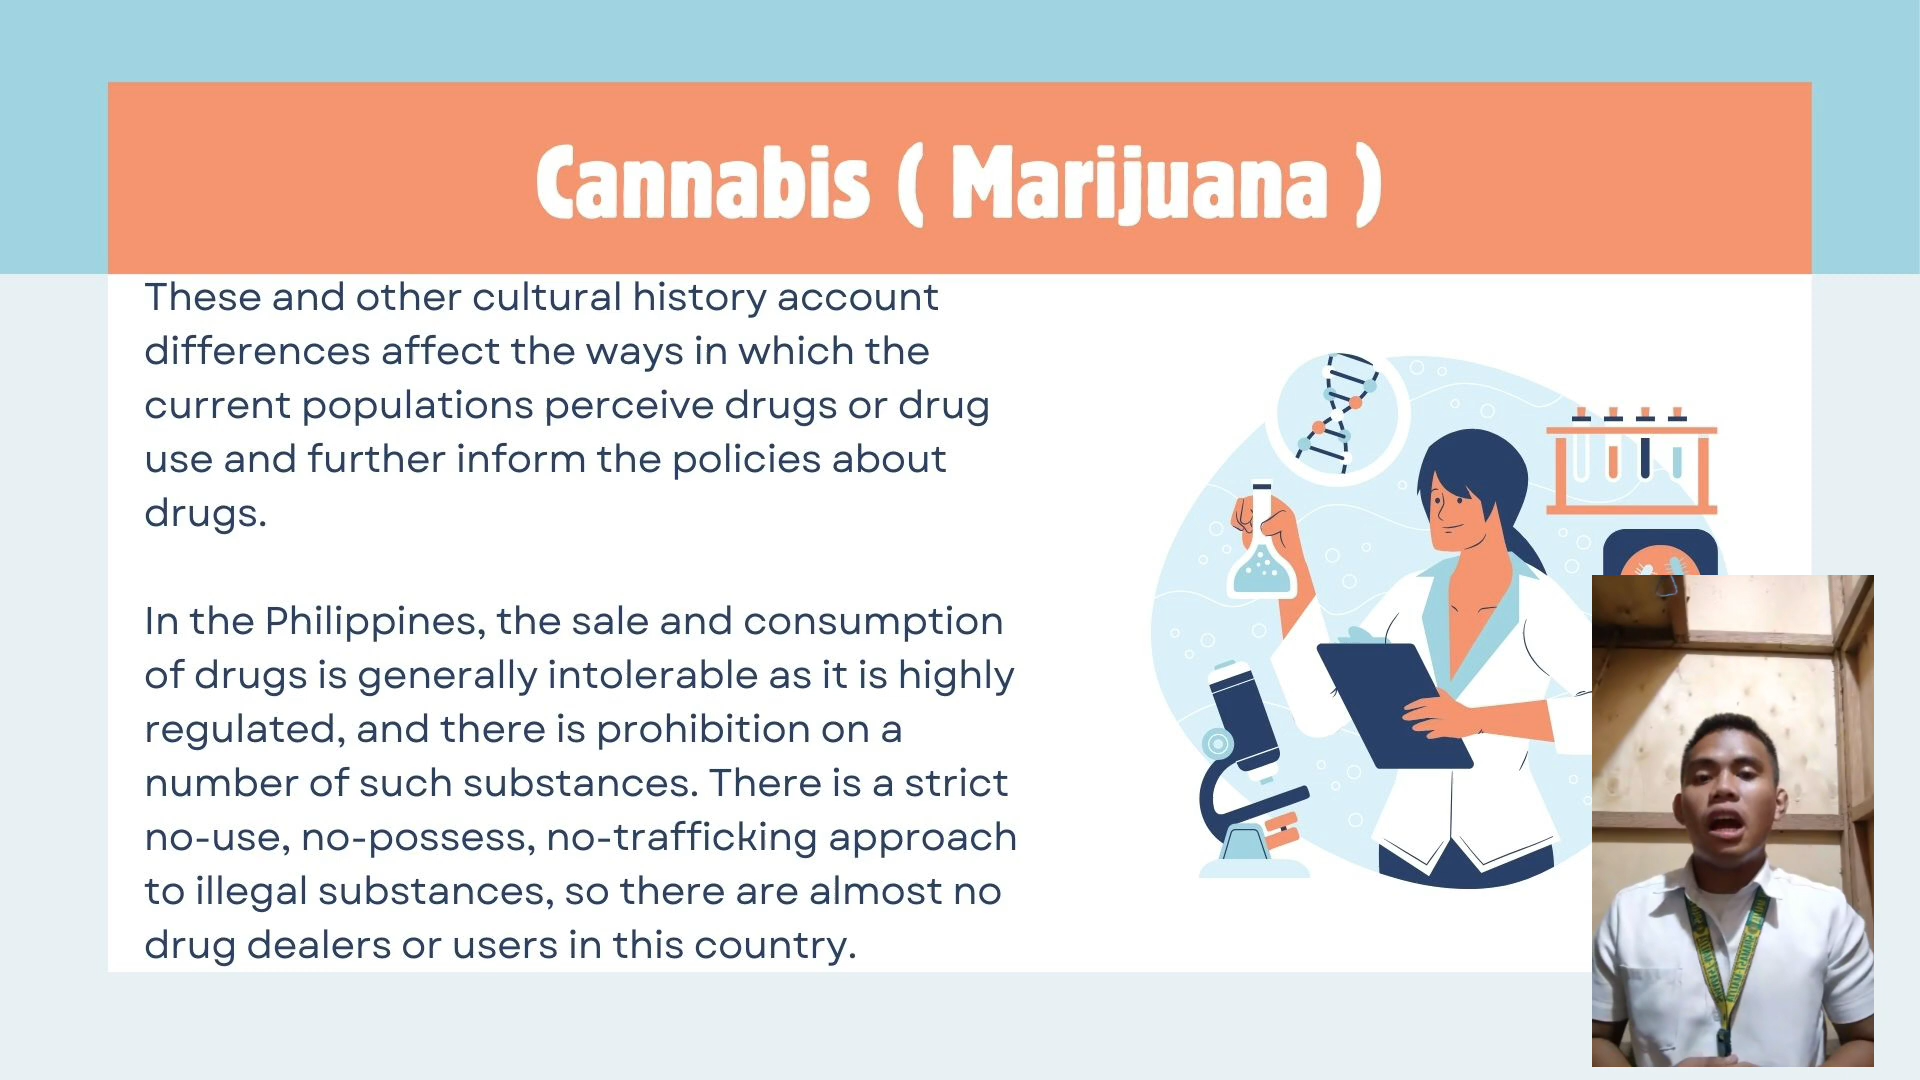 Cannabis ( Marijuana )
These and other cultural history account
differences affect the ways in which the
current populations perceive drugs or drug
use and further inform the policies about
drugs.
In the Philippines, the sale and consumption
of drugs is generally intolerable as it is highly
regulated, and there is prohibition on a
number of such substances. There is a strict
no-use, no-possess, no-trafficking approach
to illegal substances, so there are almost no
drug dealers or users in this country.